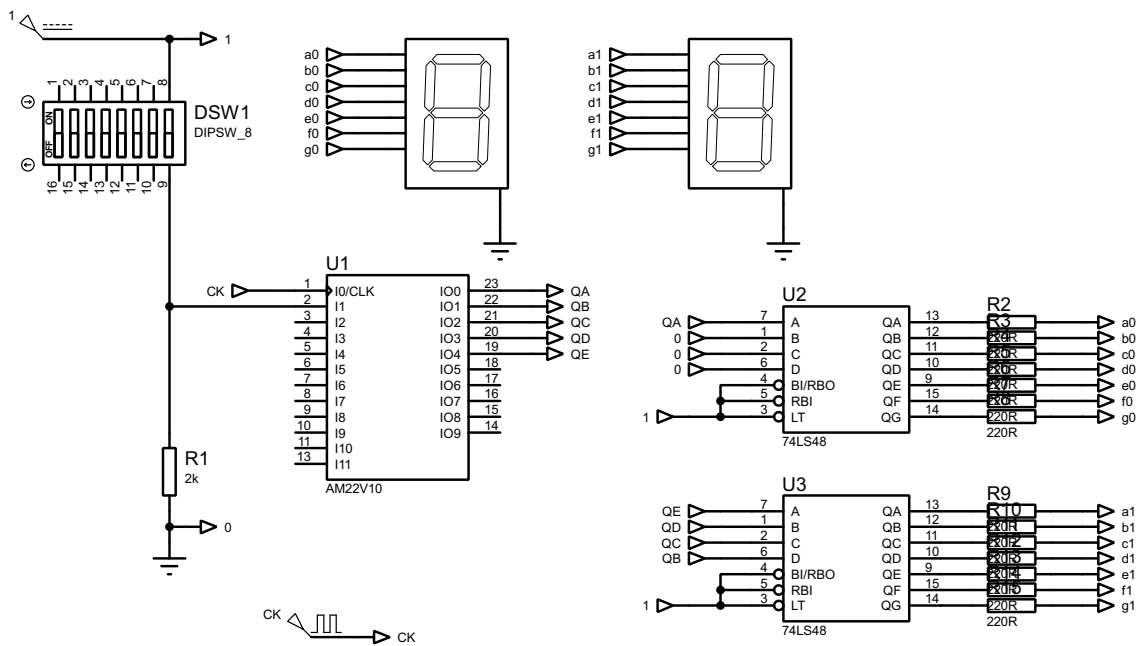 1
1
1 2 3 4 5 6 7 8
ON
OFF
16 15 14 13 12 11 10 9
DSW1
DIPSW_8
a0
b0
c0
d0
e0
f0
g0
a1
b1
c1
d1
e1
f1
g1
U1
CK 1 I0/CLK IO0 23 QA
2 I1 IO1 22 QB
3 I2 IO2 21 QC
4 I3 IO3 20 QD
5 I4 IO4 19 QE
6 I5 IO5 18
7 I6 IO6 17
8 I7 IO7 16
9 I8 IO8 15
10 I9 IO9 14
11 I10
13 I11
AM22V10
R1
2k
0
CK
CK
U2
QA 7 A QA 13 a0
0 1 B QB 12 b0
0 2 C QC 11 c0
0 6 D QD 10 d0
4 BI/RBO QE 9 e0
5 RBI QF 15 f0
1 3 LT QG 14 g0
74LS48
R2
R3
220R
220R
U3
QE 7 A QA 13 a1
QD 1 B QB 12 b1
QC 2 C QC 11 c1
QB 6 D QD 10 d1
4 BI/RBO QE 9 e1
5 RBI QF 15 f1
1 3 LT QG 14 g1
74LS48
R9
R10
220R
220R